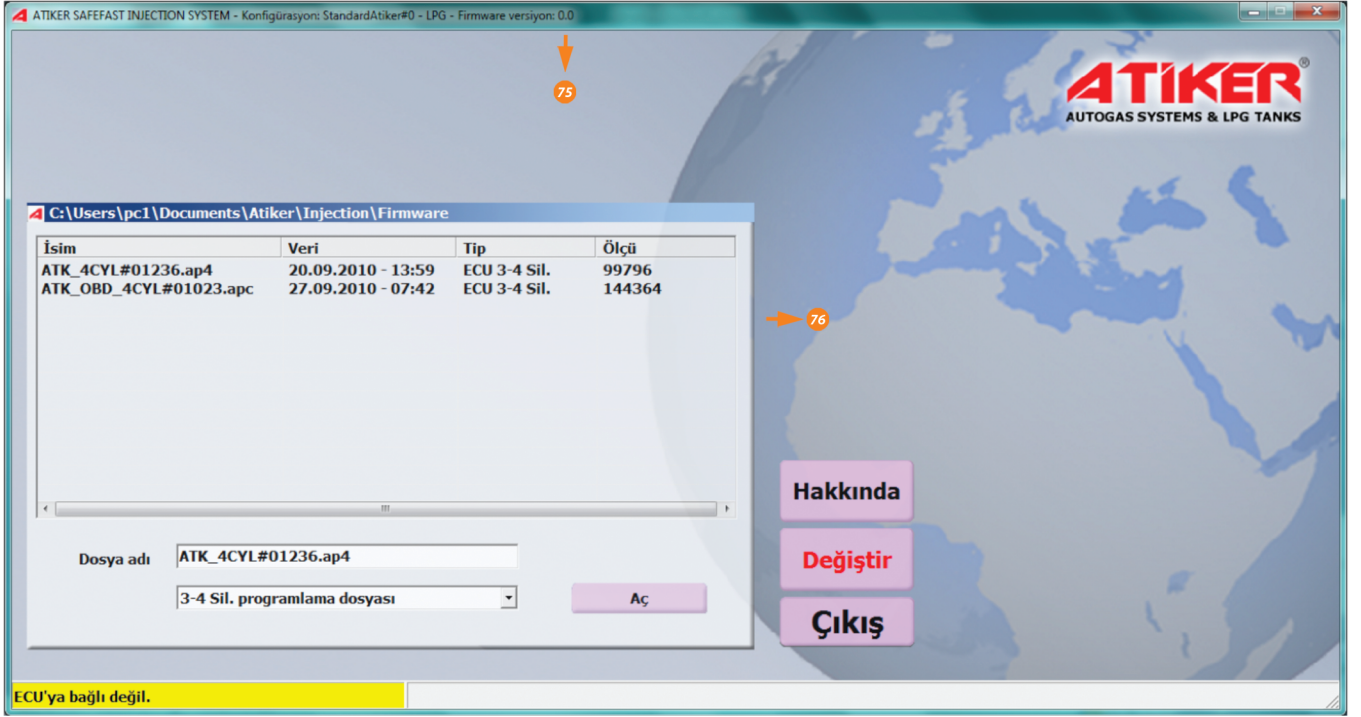 ATIKER SAFEFAST INJECTION SYSTEM - Konfigürasyon: StandardAtiker#0 - LPG - Firmware versiyon: 0.0
75
ATİKER®
AUTOGAS SYSTEMS & LPG TANKS
C:\Users\pc1\Documents\Atiker\Injection\Firmware
İsim Veri Tip Ölçü
ATK_4CYL#01236.ap4 20.09.2010 - 13:59 ECU 3-4 Sil. 99796
ATK_OBD_4CYL#01023.apc 27.09.2010 - 07:42 ECU 3-4 Sil. 144364
76
Hakkında
Dosya adı ATK_4CYL#01236.ap4
Değiştir
3-4 Sil. programlama dosyası Aç
Çıkış
ECU'ya bağlı değil.